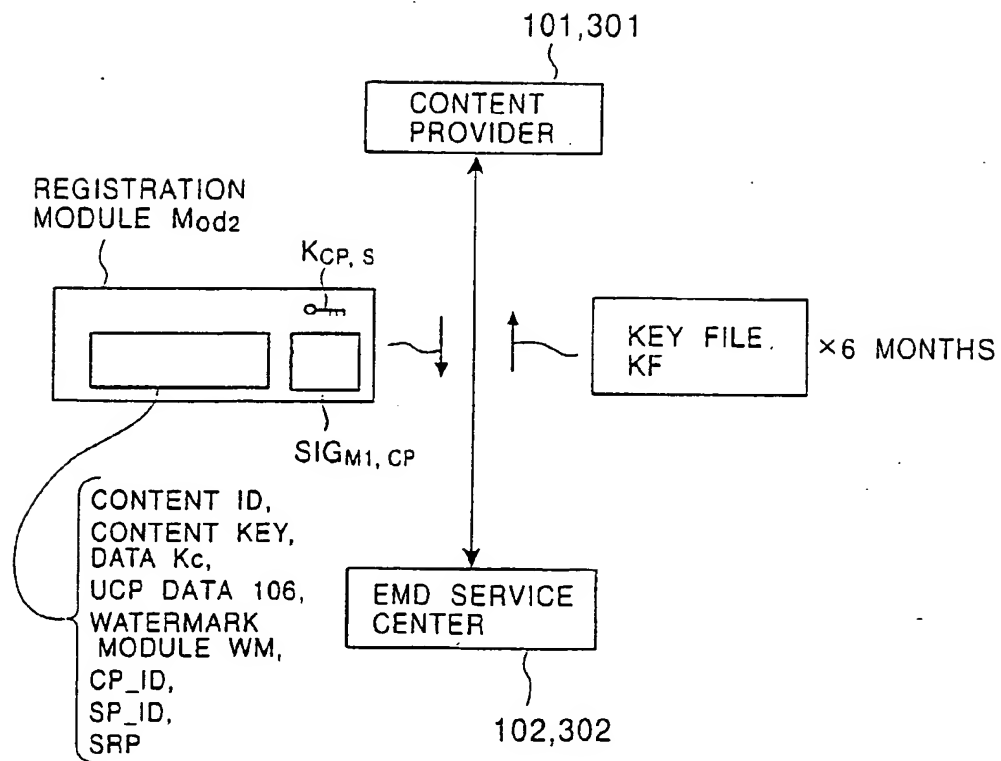 101,301
CONTENT
PROVIDER
REGISTRATION
MODULE Mod2
KCP, S
KEY FILE
KF
×6 MONTHS
SIGM1, CP
CONTENT ID,
CONTENT KEY,
DATA Kc,
UCP DATA 106,
WATERMARK
MODULE WM,
CP_ID,
SP_ID,
SRP
EMD SERVICE
CENTER
102,302